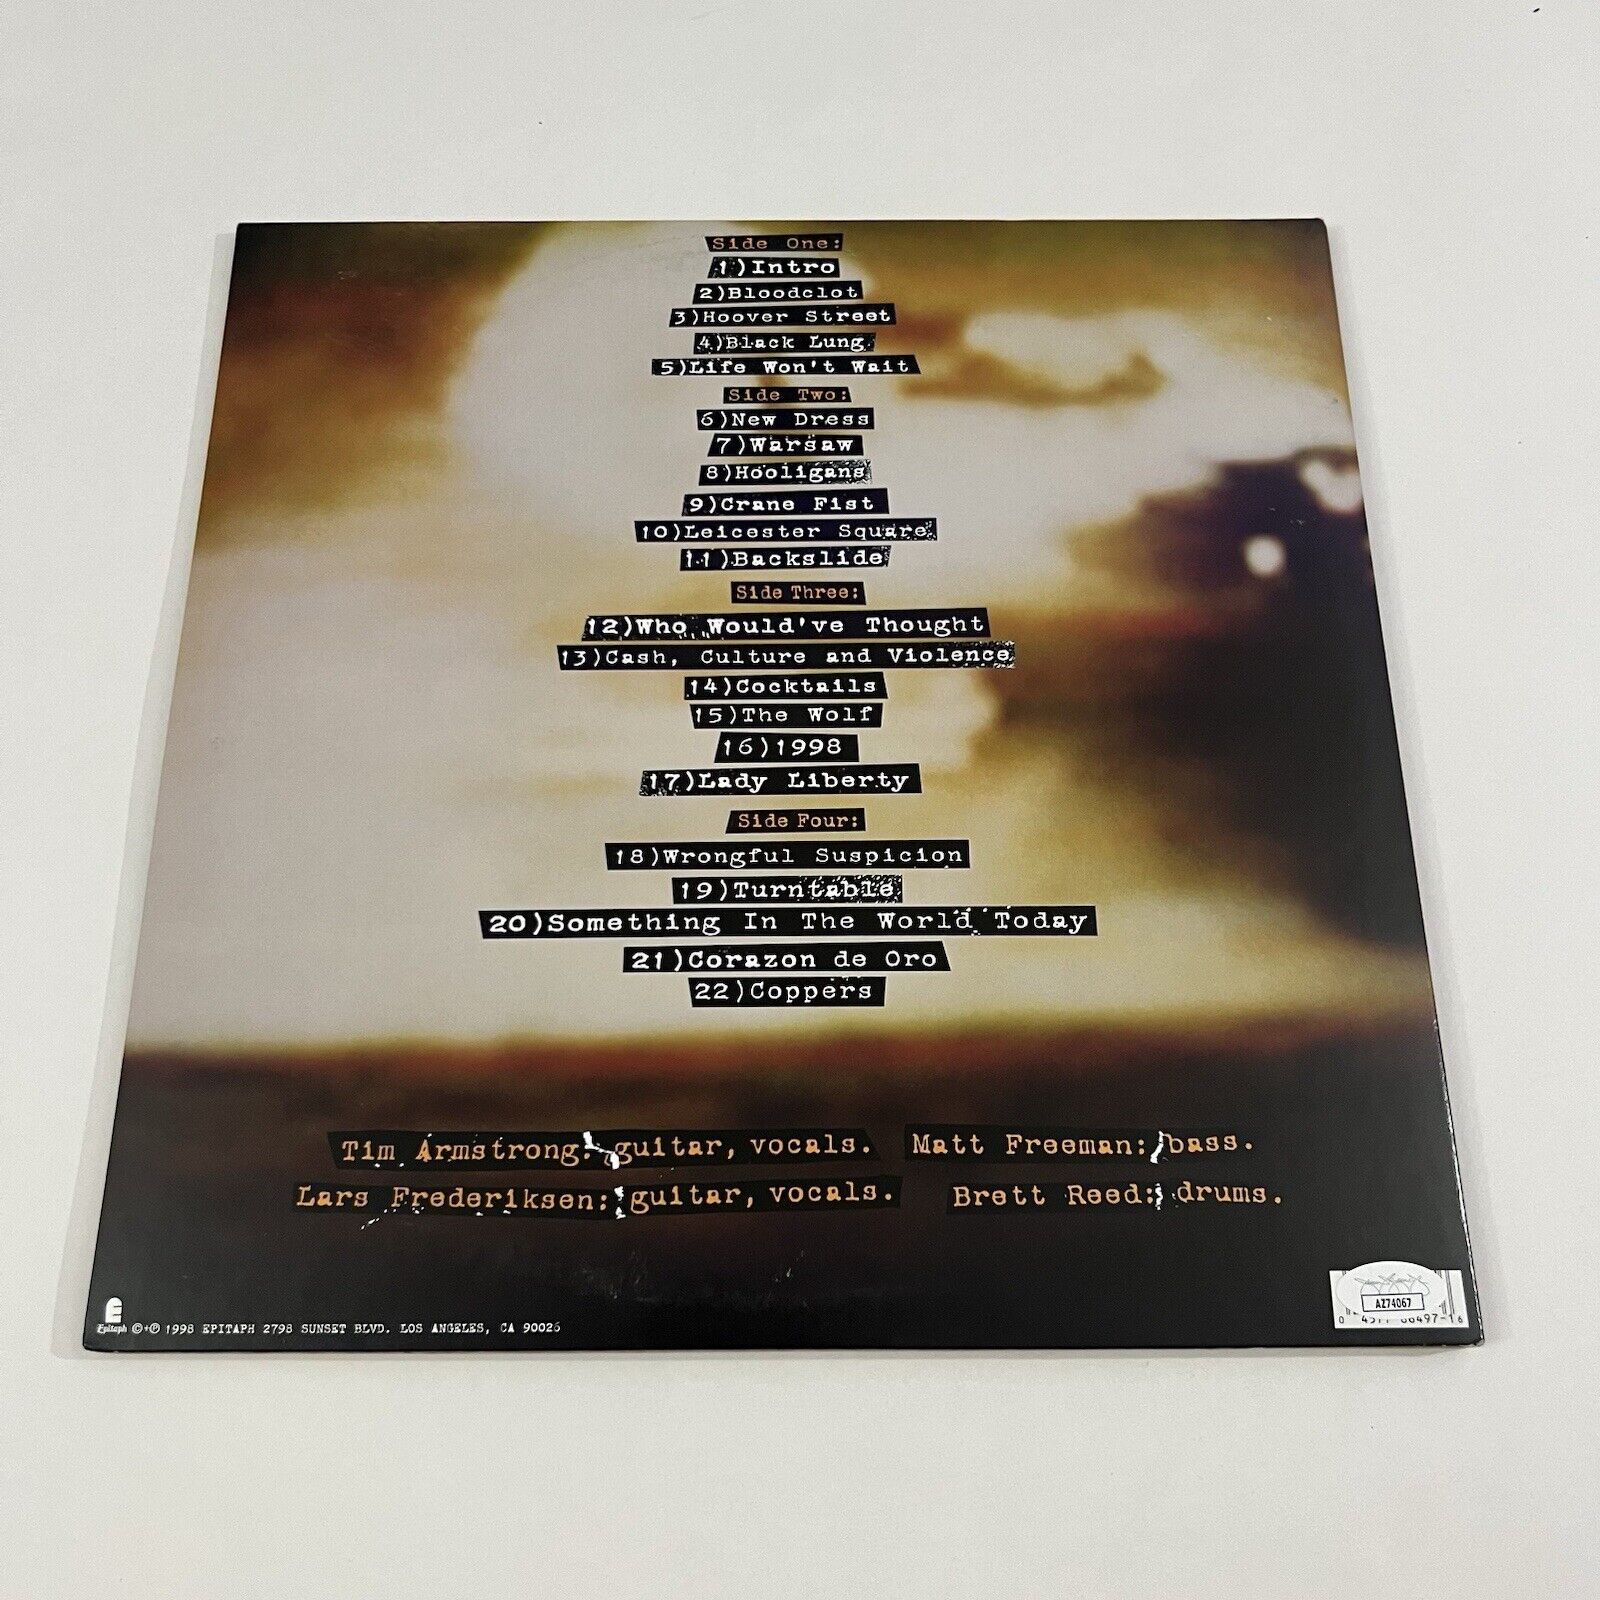 Side One:
1)Intro
2)Bloodclot
3)Hoover Street
4)Black Lung
5)Life Won't Wait
Side Two:
6)New Dress
7)Warsaw
8)Hooligans
9)Crane Fist
10)Leicester Square
11)Backslide
Side Three:
12)Who Would've Thought
13)Cash, Culture and Violence
14)Cocktails
15)The Wolf
16)1998
17)Lady Liberty
Side Four:
18)Wrongful Suspicion
19)Turntable
20)Something In The World Today
21)Corazon de Oro
22)Coppers
Tim Armstrong: guitar, vocals. Matt Freeman: bass.
Lars Frederiksen: guitar, vocals. Brett Reed: drums.
E
Epitaph ©+℗ 1998 EPITAPH 2798 SUNSET BLVD. LOS ANGELES, CA 90026
AZ74067